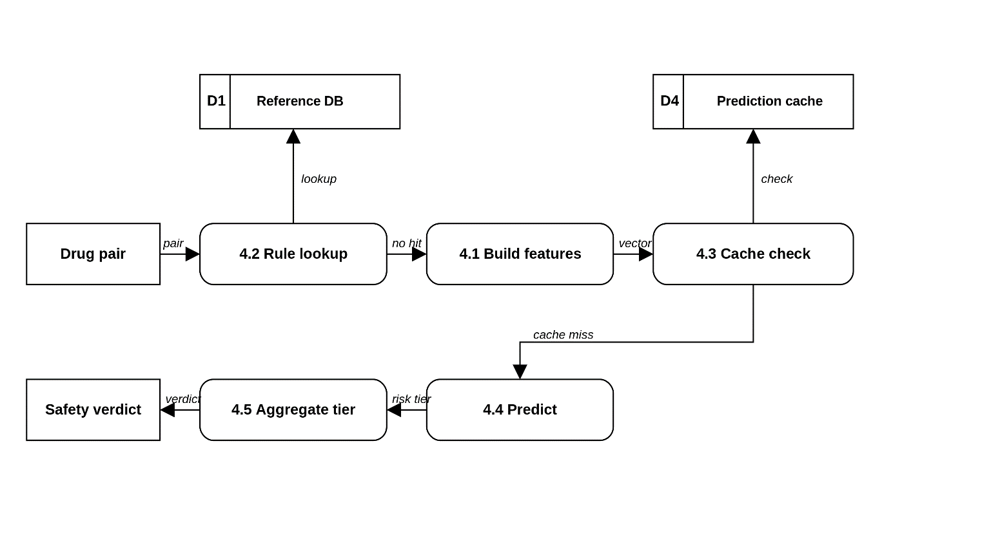 D1
Reference DB
D4
Prediction cache
lookup
check
Drug pair
pair
4.2 Rule lookup
no hit
4.1 Build features
vector
4.3 Cache check
cache miss
Safety verdict
verdict
4.5 Aggregate tier
risk tier
4.4 Predict